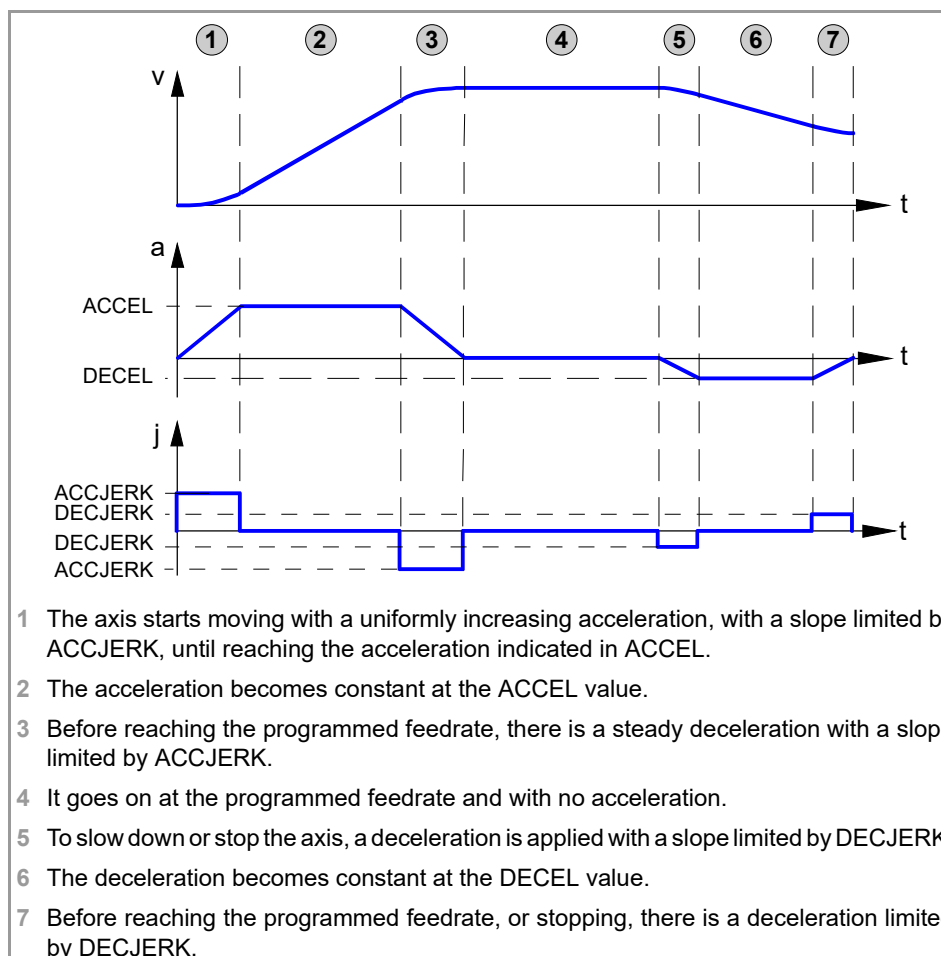 1 2 3 4 5 6 7
v
t
a
ACCEL
t
DECEL
j
ACCJERK
DECJERK
t
DECJERK
ACCJERK
1 The axis starts moving with a uniformly increasing acceleration, with a slope limited b
ACCJERK, until reaching the acceleration indicated in ACCEL.
2 The acceleration becomes constant at the ACCEL value.
3 Before reaching the programmed feedrate, there is a steady deceleration with a slop
limited by ACCJERK.
4 It goes on at the programmed feedrate and with no acceleration.
5 To slow down or stop the axis, a deceleration is applied with a slope limited by DECJERK
6 The deceleration becomes constant at the DECEL value.
7 Before reaching the programmed feedrate, or stopping, there is a deceleration limite
by DECJERK.